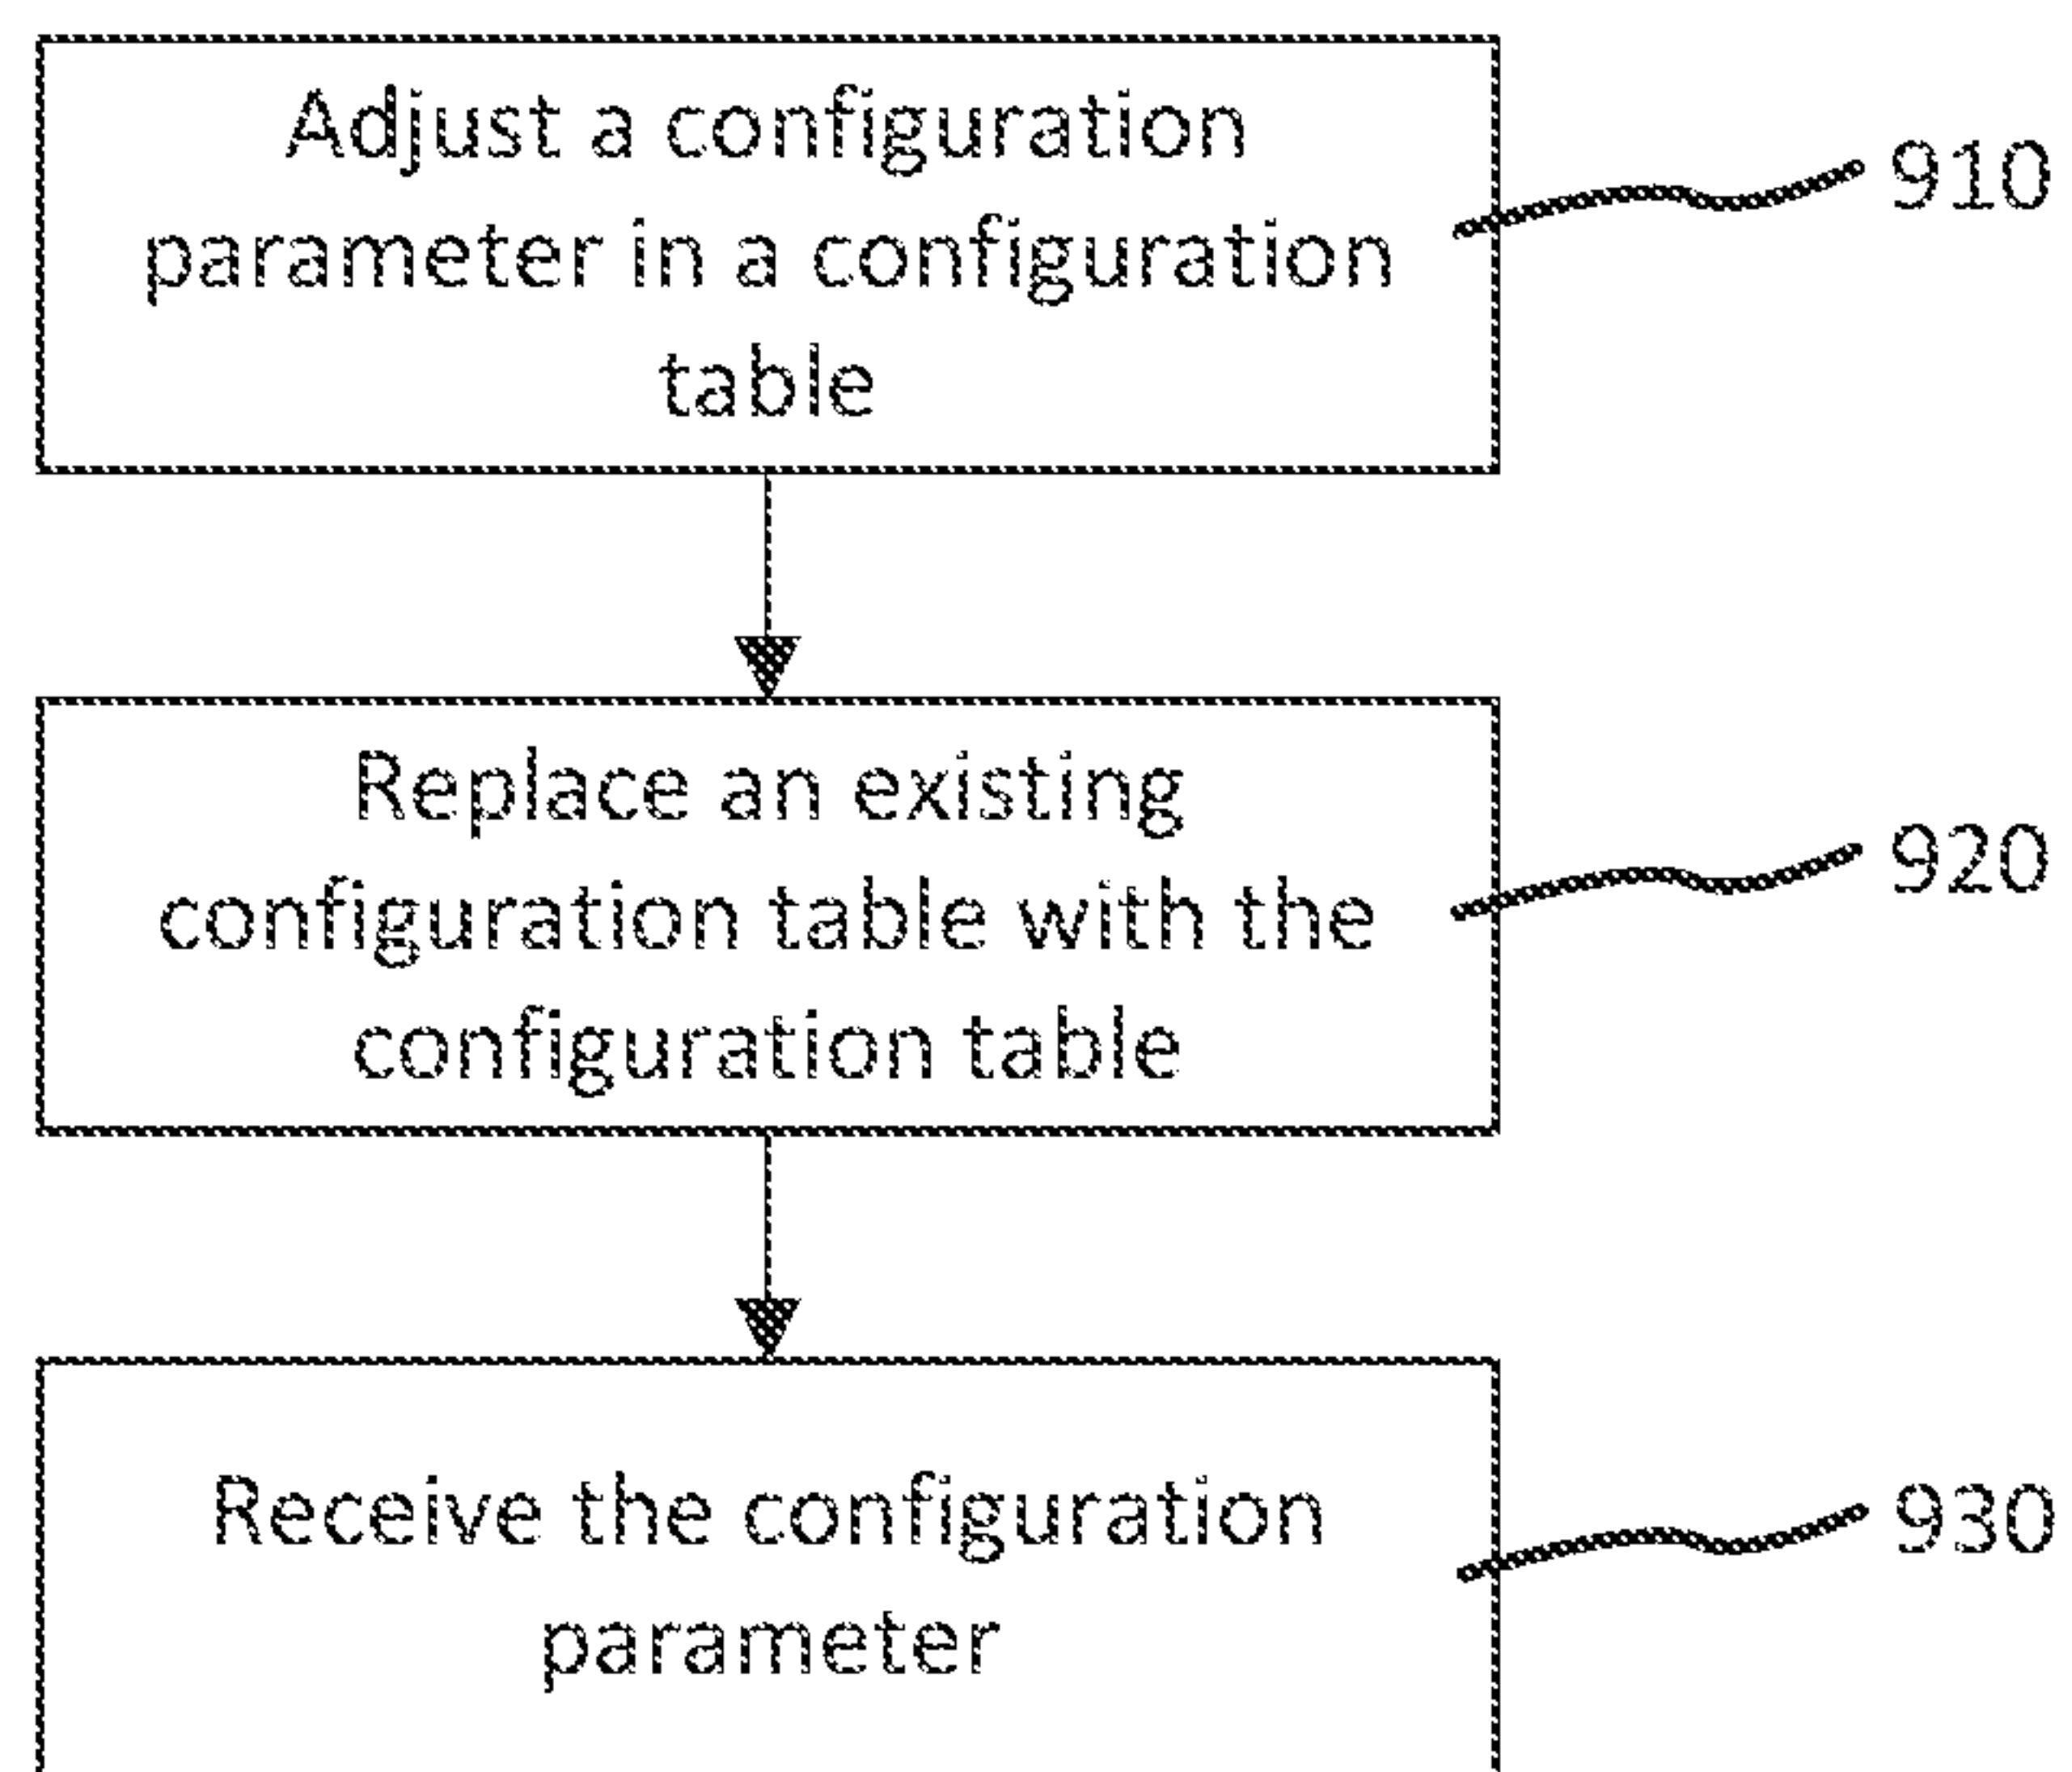 Adjust a configuration
parameter in a configuration
table
910
Replace an existing
configuration table with the
configuration table
920
Receive the configuration
parameter
930